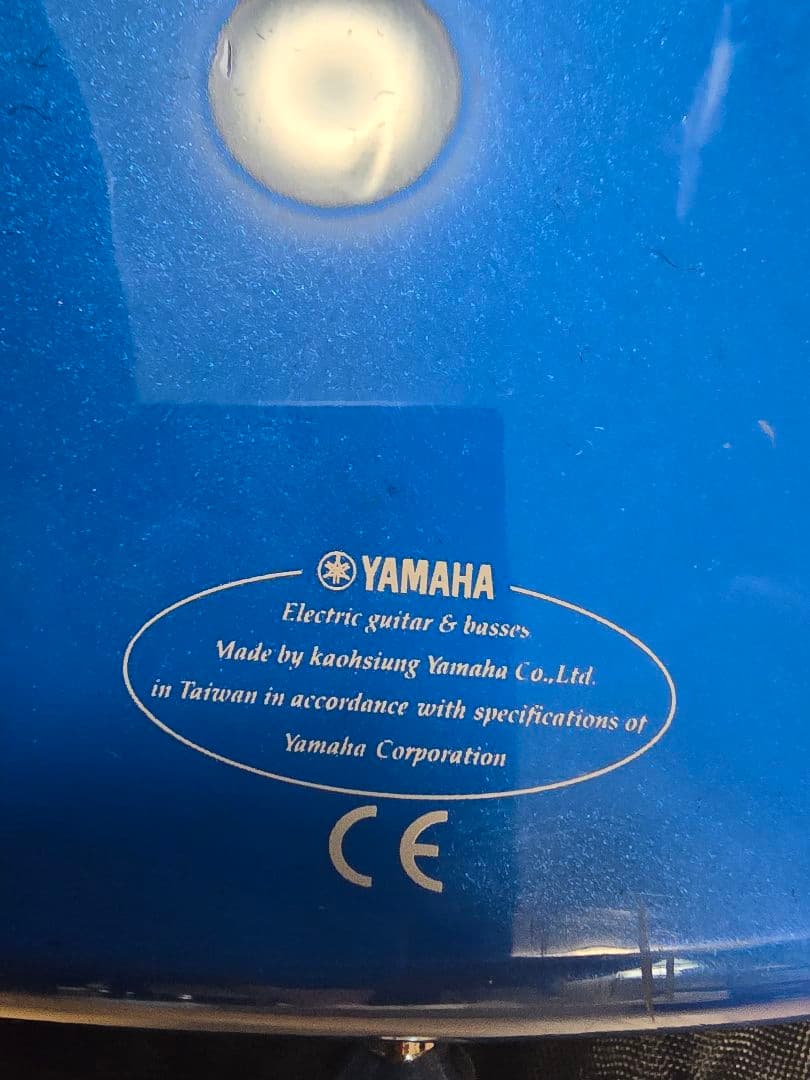 YAMAHA
Electric guitar & basses
Made by kaohsiung Yamaha Co.,Ltd.
in Taiwan in accordance with specifications of
Yamaha Corporation
CE